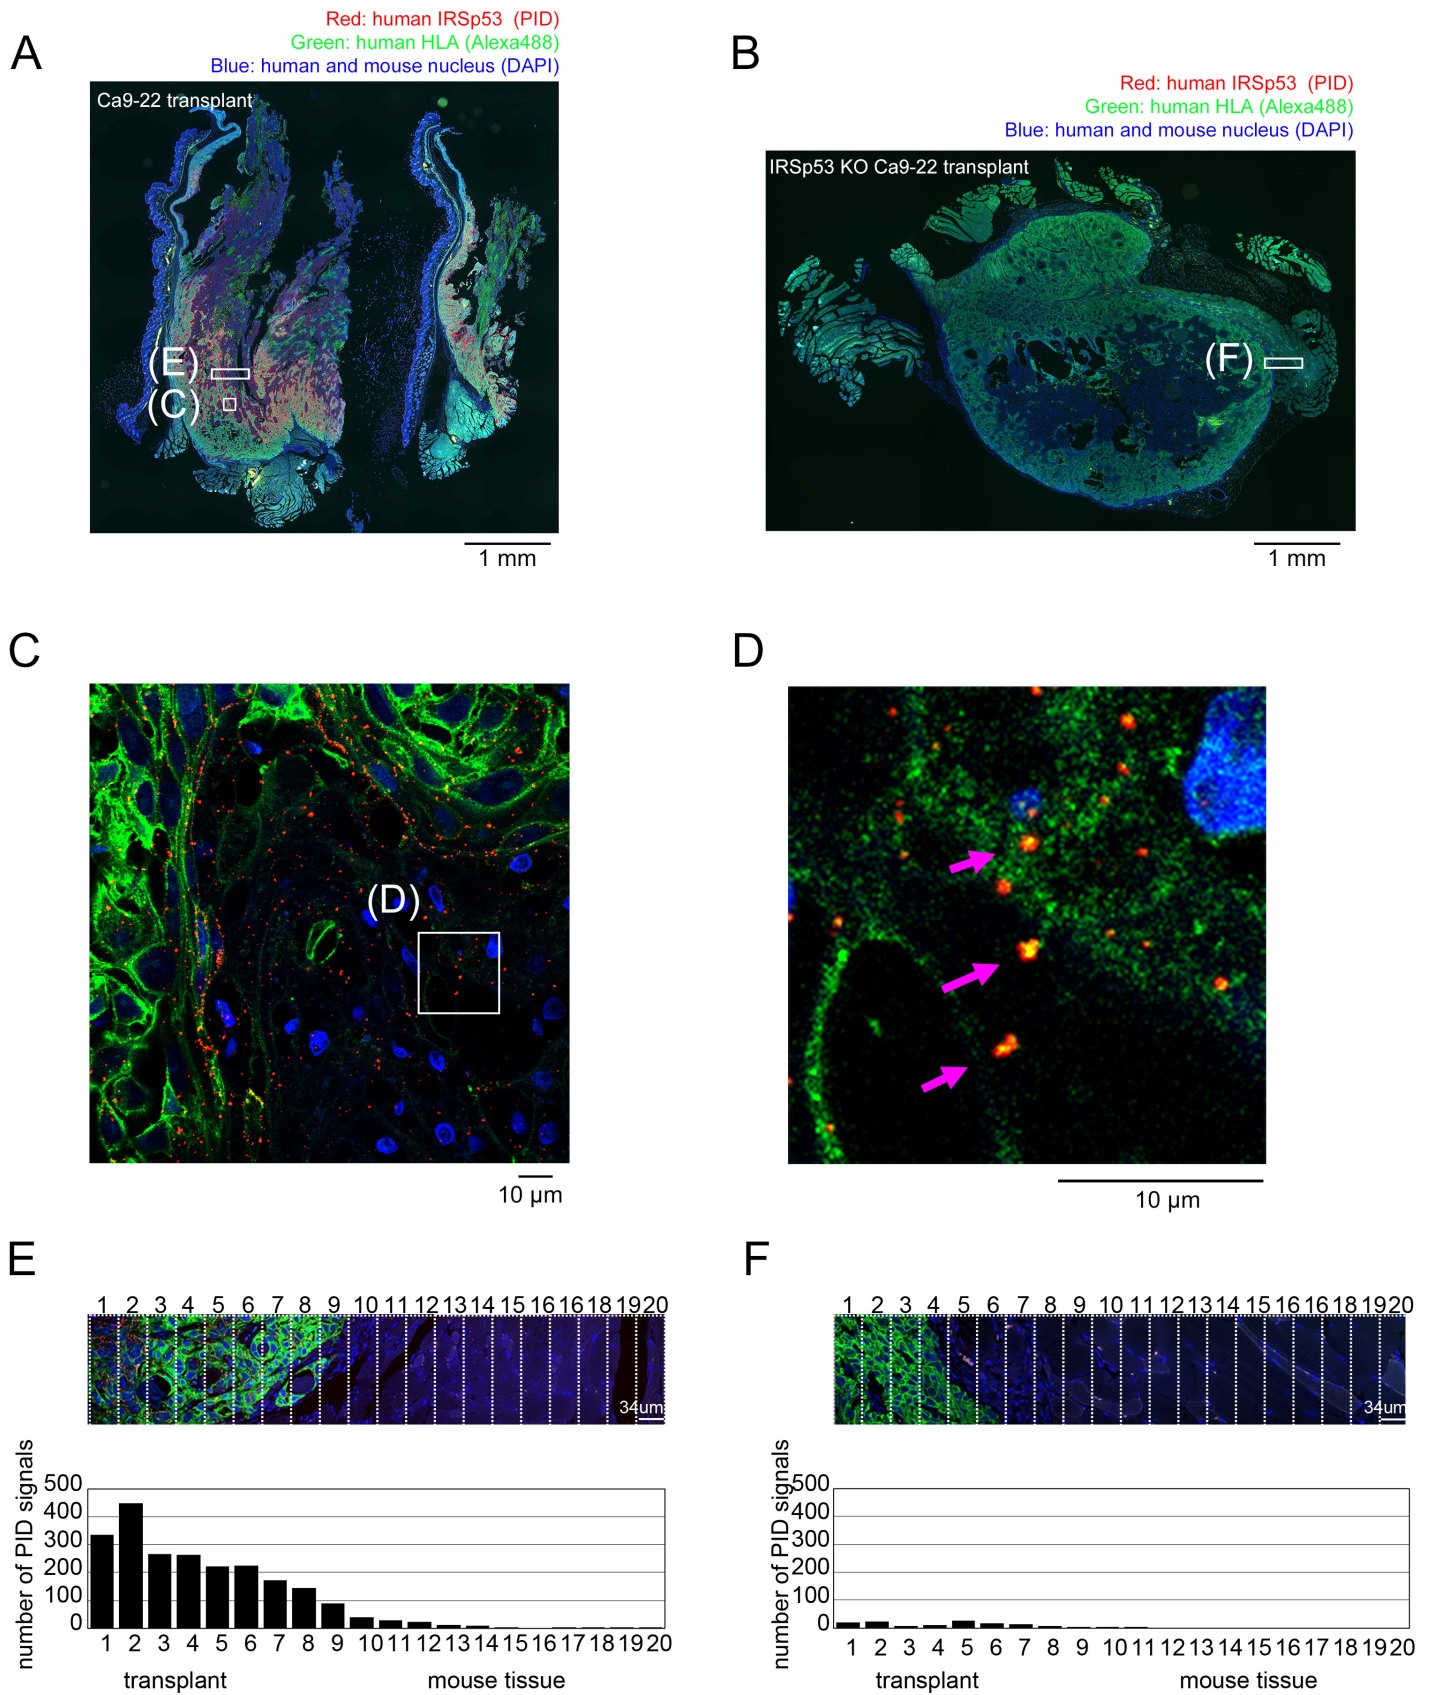 A
Red: human IRSp53 (PID)
Green: human HLA (Alexa488)
Blue: human and mouse nucleus (DAPI)
Ca9-22 transplant
(E)
(C)
1 mm
B
Red: human IRSp53 (PID)
Green: human HLA (Alexa488)
Blue: human and mouse nucleus (DAPI)
IRSp53 KO Ca9-22 transplant
(F)
1 mm
C
(D)
10 µm
D
10 µm
E
1 2 3 4 5 6 7 8 9 10 11 12 13 14 15 16 16 18 19 20
34um
number of PID signals
500
400
300
200
100
0
1 2 3 4 5 6 7 8 9 10 11 12 13 14 15 16 17 18 19 20
transplant mouse tissue
F
1 2 3 4 5 6 7 8 9 10 11 12 13 14 15 16 16 18 19 20
34um
number of PID signals
500
400
300
200
100
0
1 2 3 4 5 6 7 8 9 10 11 12 13 14 15 16 17 18 19 20
transplant mouse tissue